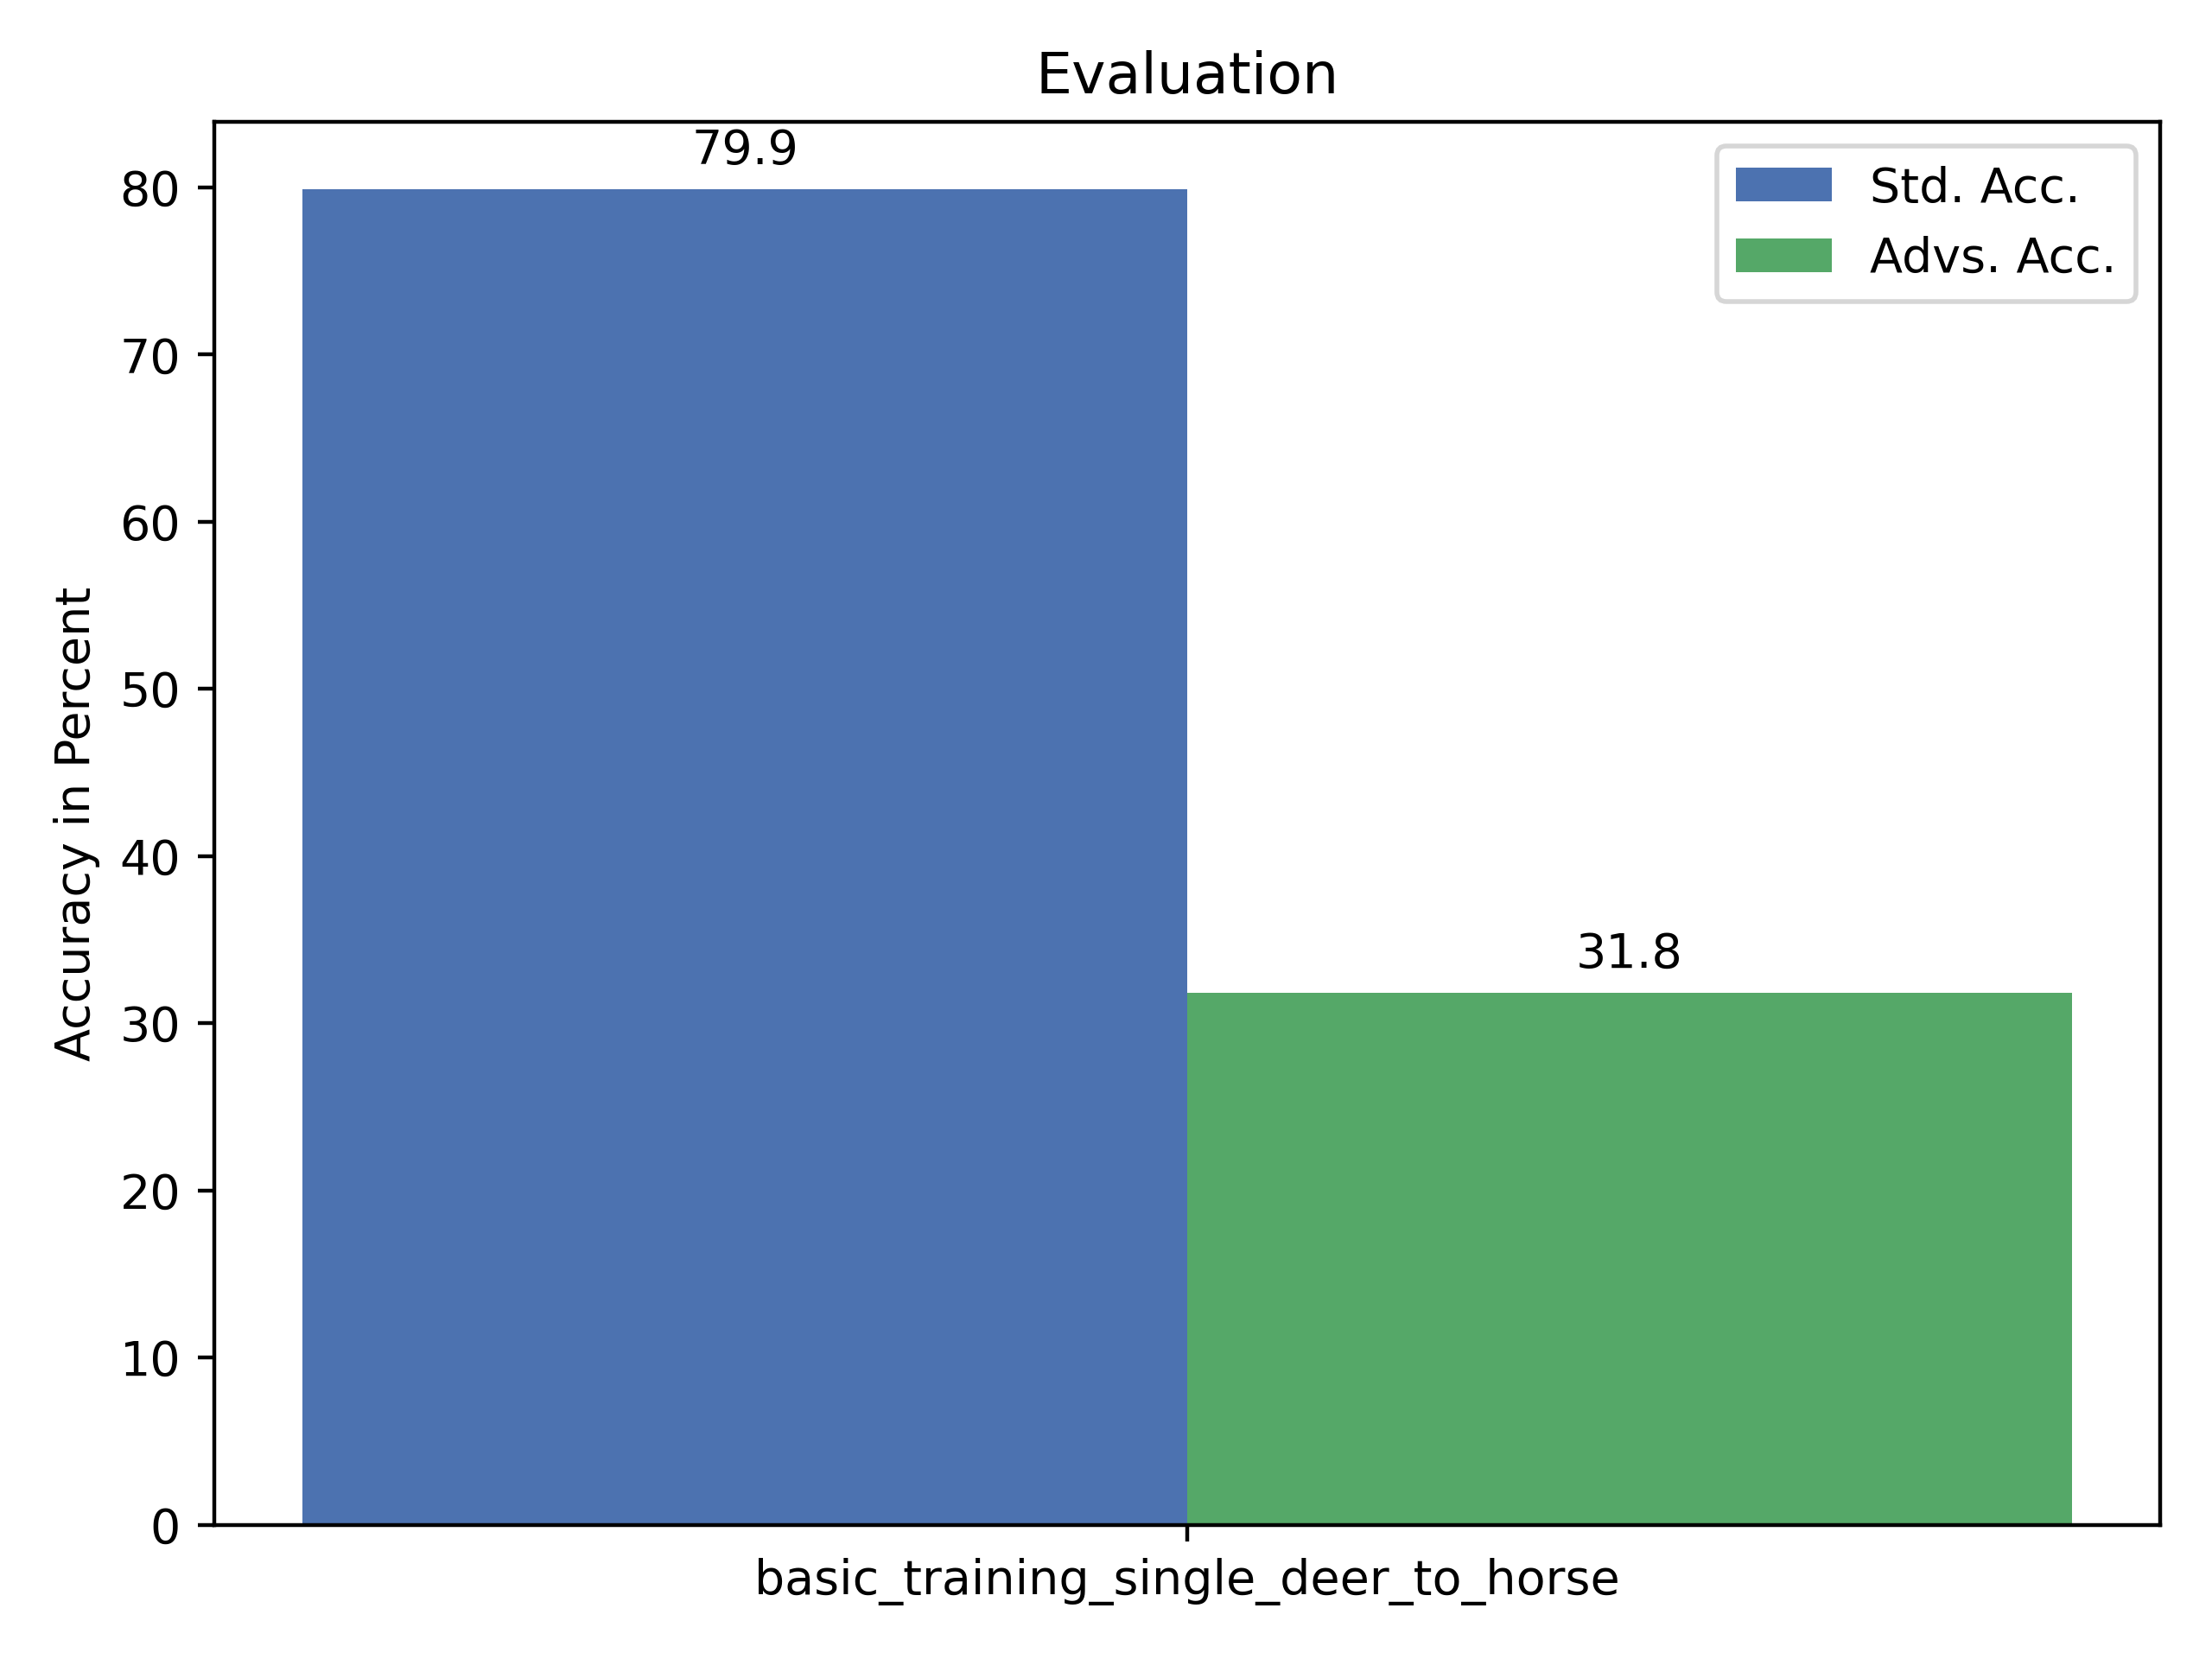 Evaluation
79.9
Std. Acc.
Advs. Acc.
80
70
60
50
40
30
20
10
0
Accuracy in Percent
31.8
basic_training_single_deer_to_horse